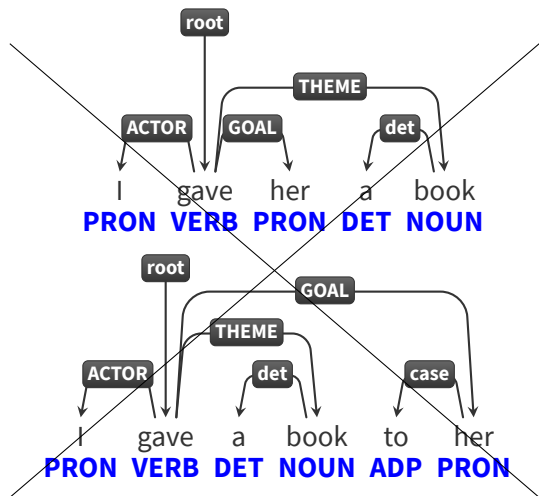 root
THEME
ACTOR GOAL det
I gave her a book
PRON VERB PRON DET NOUN
root
GOAL
THEME
ACTOR det case
I gave a book to her
PRON VERB DET NOUN ADP PRON